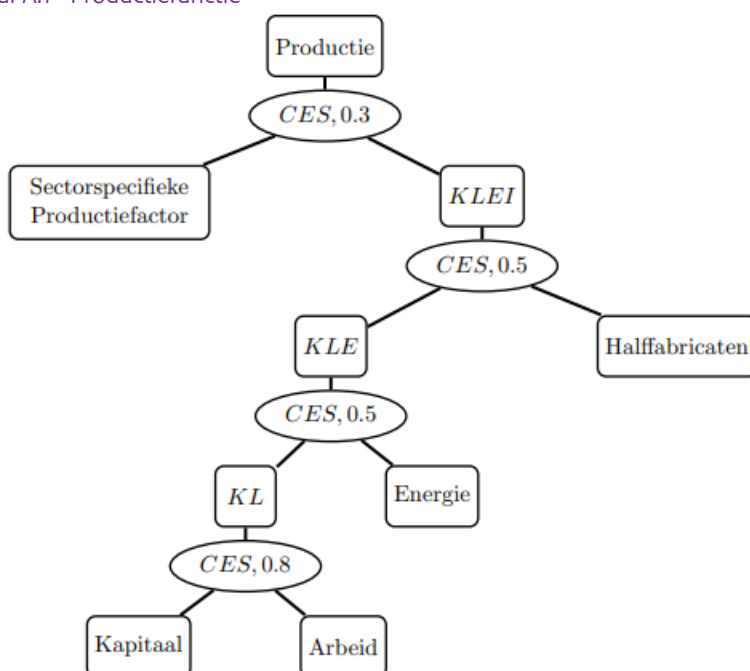 Productiefunctie
Productie
CES, 0.3
Sectorspecifieke
Productiefactor
KLEI
CES, 0.5
KLE
Halffabricaten
CES, 0.5
KL
Energie
CES, 0.8
Kapitaal
Arbeid